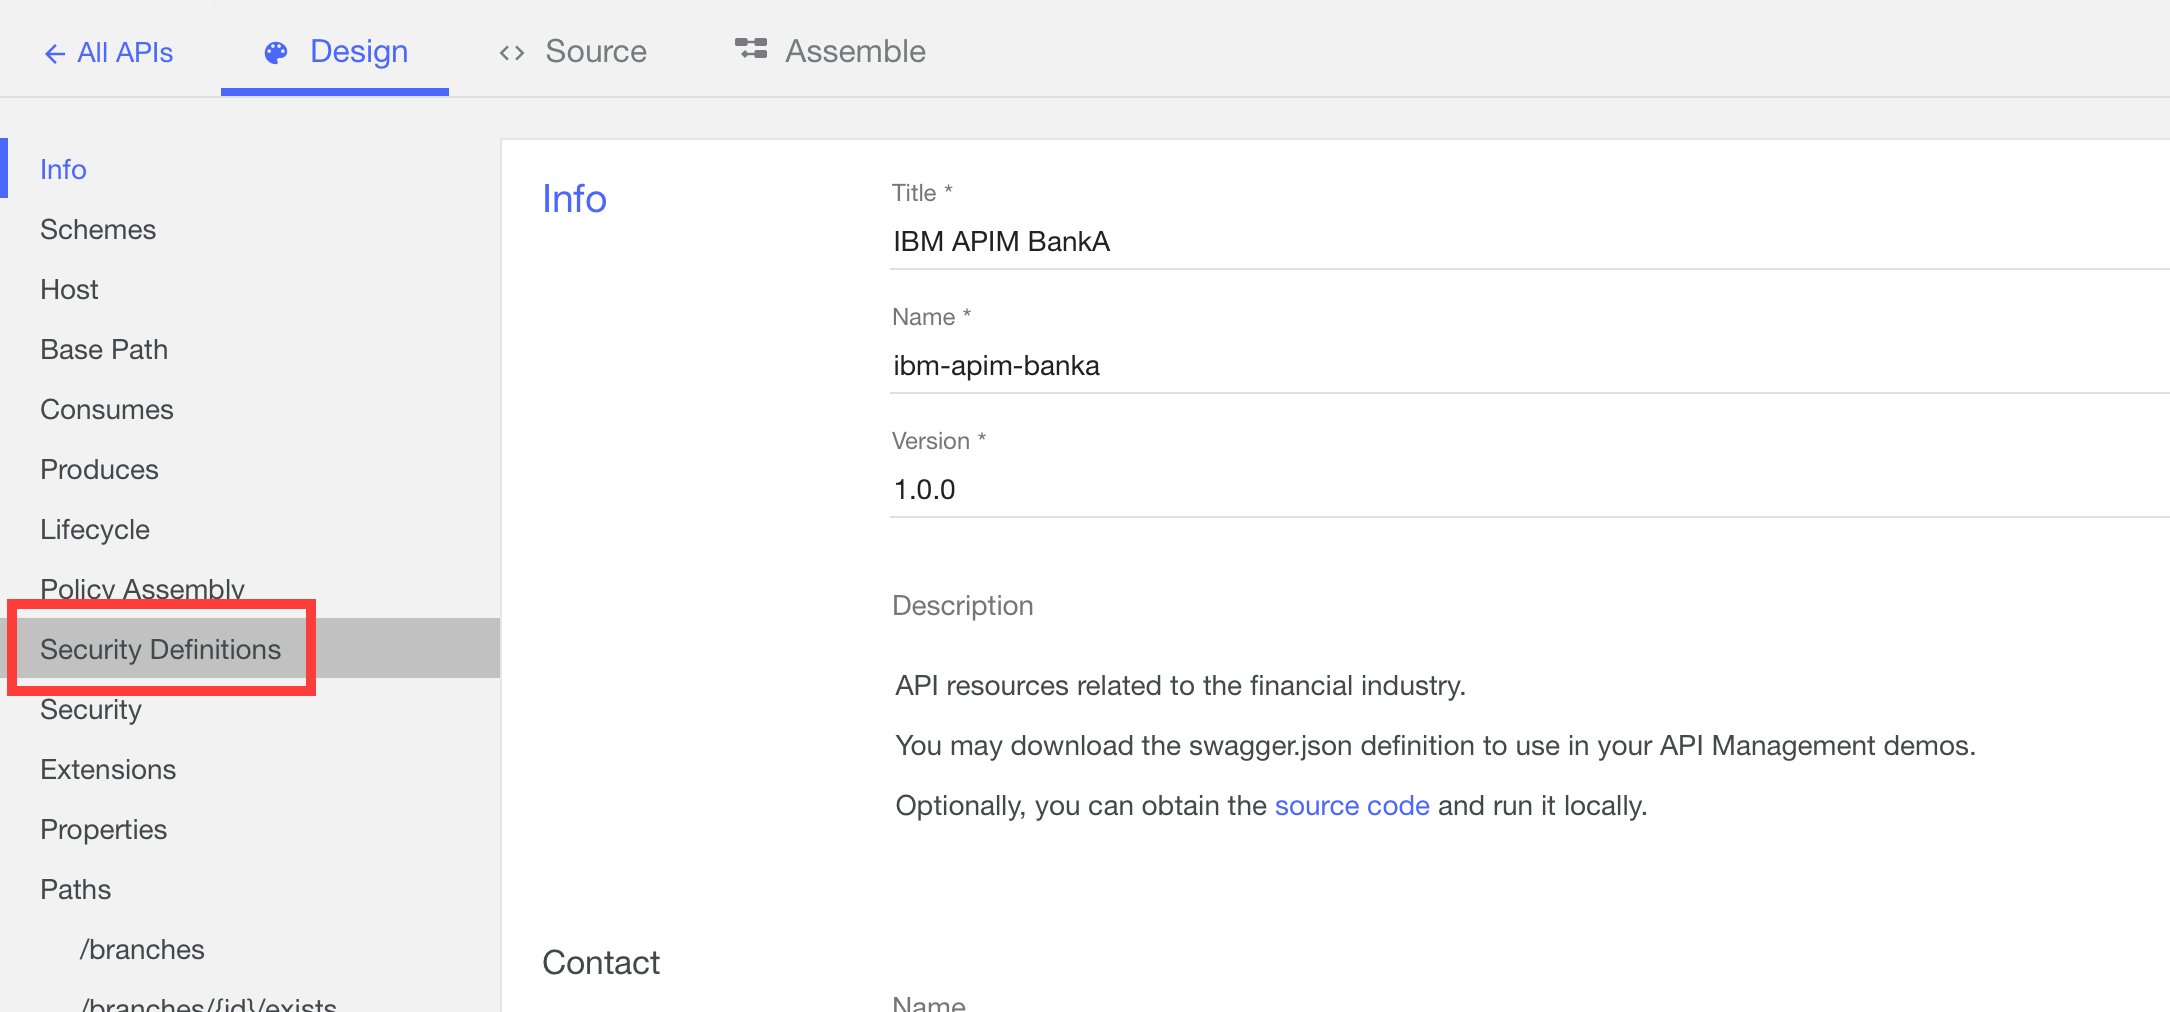 All APIs
Design
Source
Assemble
Info
Schemes
Host
Base Path
Consumes
Produces
Lifecycle
Policy Assembly
Security Definitions
Security
Extensions
Properties
Paths
/branches
/branches/{id}/exists
Info
Title *
IBM APIM BankA
Name *
ibm-apim-banka
Version *
1.0.0
Description
API resources related to the financial industry.
You may download the swagger.json definition to use in your API Management demos.
Optionally, you can obtain the source code and run it locally.
Contact
Name